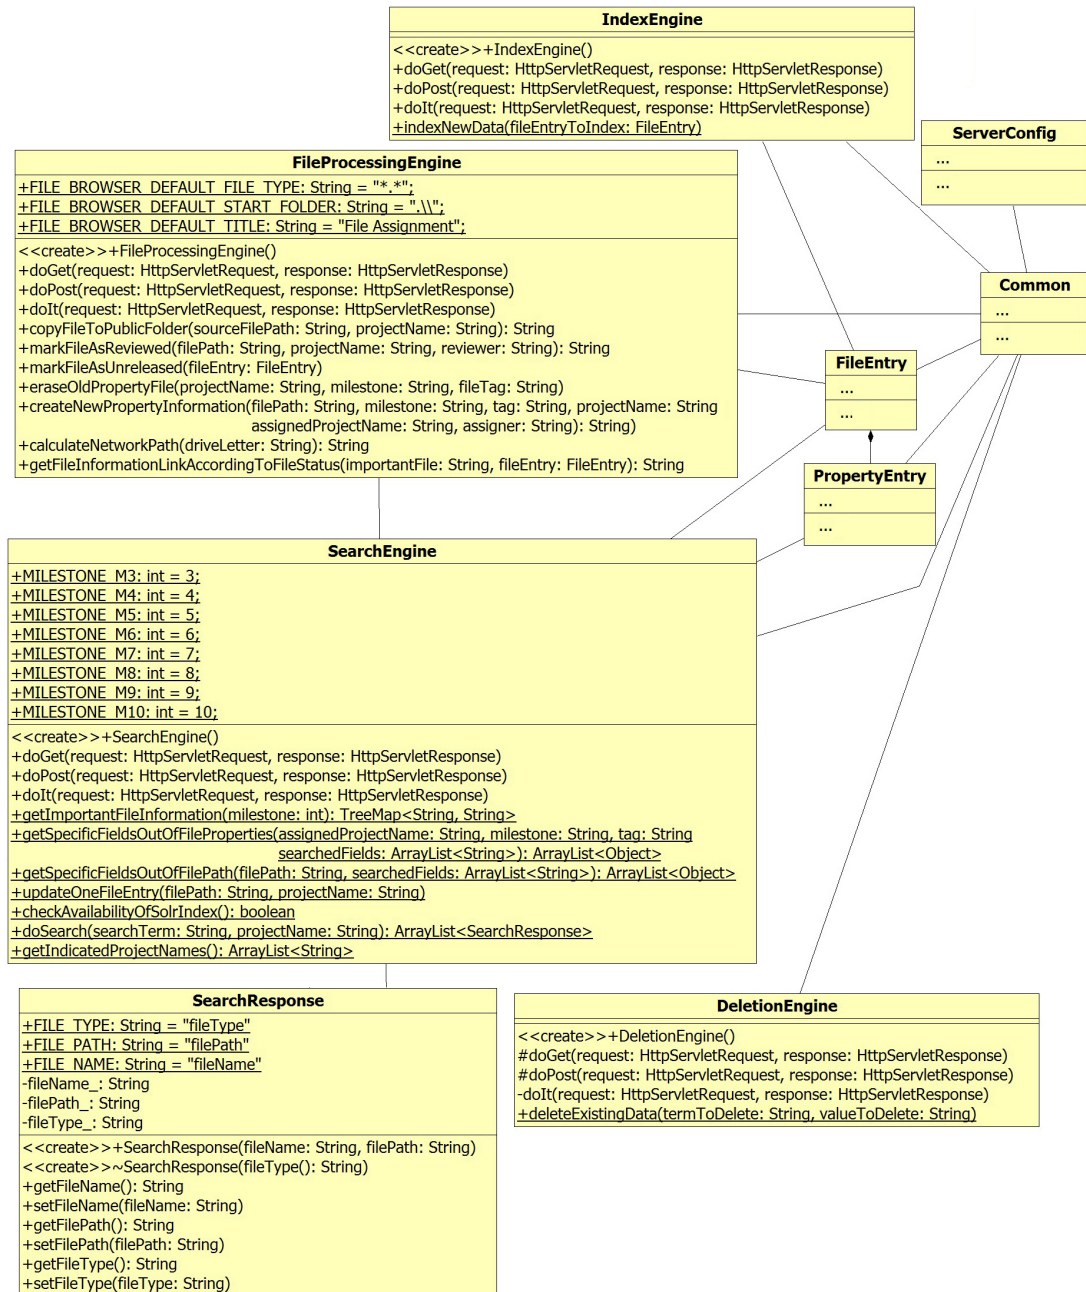 IndexEngine
<<create>>+IndexEngine()
+doGet(request: HttpServletRequest, response: HttpServletResponse)
+doPost(request: HttpServletRequest, response: HttpServletResponse)
+doIt(request: HttpServletRequest, response: HttpServletResponse)
+indexNewData(fileEntryToIndex: FileEntry)
ServerConfig
...
...
FileProcessingEngine
+FILE_BROWSER_DEFAULT_FILE_TYPE: String = "*.*";
+FILE_BROWSER_DEFAULT_START_FOLDER: String = ".\\";
+FILE_BROWSER_DEFAULT_TITLE: String = "File Assignment";
<<create>>+FileProcessingEngine()
+doGet(request: HttpServletRequest, response: HttpServletResponse)
+doPost(request: HttpServletRequest, response: HttpServletResponse)
+doIt(request: HttpServletRequest, response: HttpServletResponse)
+copyFileToPublicFolder(sourceFilePath: String, projectName: String): String
+markFileAsReviewed(filePath: String, projectName: String, reviewer: String): String
+markFileAsUnreleased(fileEntry: FileEntry)
+eraseOldPropertyFile(projectName: String, milestone: String, fileTag: String)
+createNewPropertyInformation(filePath: String, milestone: String, tag: String, projectName: String
assignedProjectName: String, assigner: String): String)
+calculateNetworkPath(driveLetter: String): String
+getFileInformationLinkAccordingToFileStatus(importantFile: String, fileEntry: FileEntry): String
Common
...
...
FileEntry
...
...
PropertyEntry
...
...
SearchEngine
+MILESTONE_M3: int = 3;
+MILESTONE_M4: int = 4;
+MILESTONE_M5: int = 5;
+MILESTONE_M6: int = 6;
+MILESTONE_M7: int = 7;
+MILESTONE_M8: int = 8;
+MILESTONE_M9: int = 9;
+MILESTONE_M10: int = 10;
<<create>>+SearchEngine()
+doGet(request: HttpServletRequest, response: HttpServletResponse)
+doPost(request: HttpServletRequest, response: HttpServletResponse)
+doIt(request: HttpServletRequest, response: HttpServletResponse)
+getImportantFileInformation(milestone: int): TreeMap<String, String>
+getSpecificFieldsOutOfFileProperties(assignedProjectName: String, milestone: String, tag: String
searchedFields: ArrayList<String>): ArrayList<Object>
+getSpecificFieldsOutOfFilePath(filePath: String, searchedFields: ArrayList<String>): ArrayList<Object>
+updateOneFileEntry(filePath: String, projectName: String)
+checkAvailabilityOfSolrIndex(): boolean
+doSearch(searchTerm: String, projectName: String): ArrayList<SearchResponse>
+getIndicatedProjectNames(): ArrayList<String>
SearchResponse
+FILE_TYPE: String = "fileType"
+FILE_PATH: String = "filePath"
+FILE_NAME: String = "fileName"
-fileName_: String
-filePath_: String
-fileType_: String
<<create>>+SearchResponse(fileName: String, filePath: String)
<<create>>~SearchResponse(fileType(): String)
+getFileName(): String
+setFileName(fileName: String)
+getFilePath(): String
+setFilePath(filePath: String)
+getFileType(): String
+setFileType(fileType: String)
DeletionEngine
<<create>>+DeletionEngine()
#doGet(request: HttpServletRequest, response: HttpServletResponse)
#doPost(request: HttpServletRequest, response: HttpServletResponse)
-doIt(request: HttpServletRequest, response: HttpServletResponse)
+deleteExistingData(termToDelete: String, valueToDelete: String)